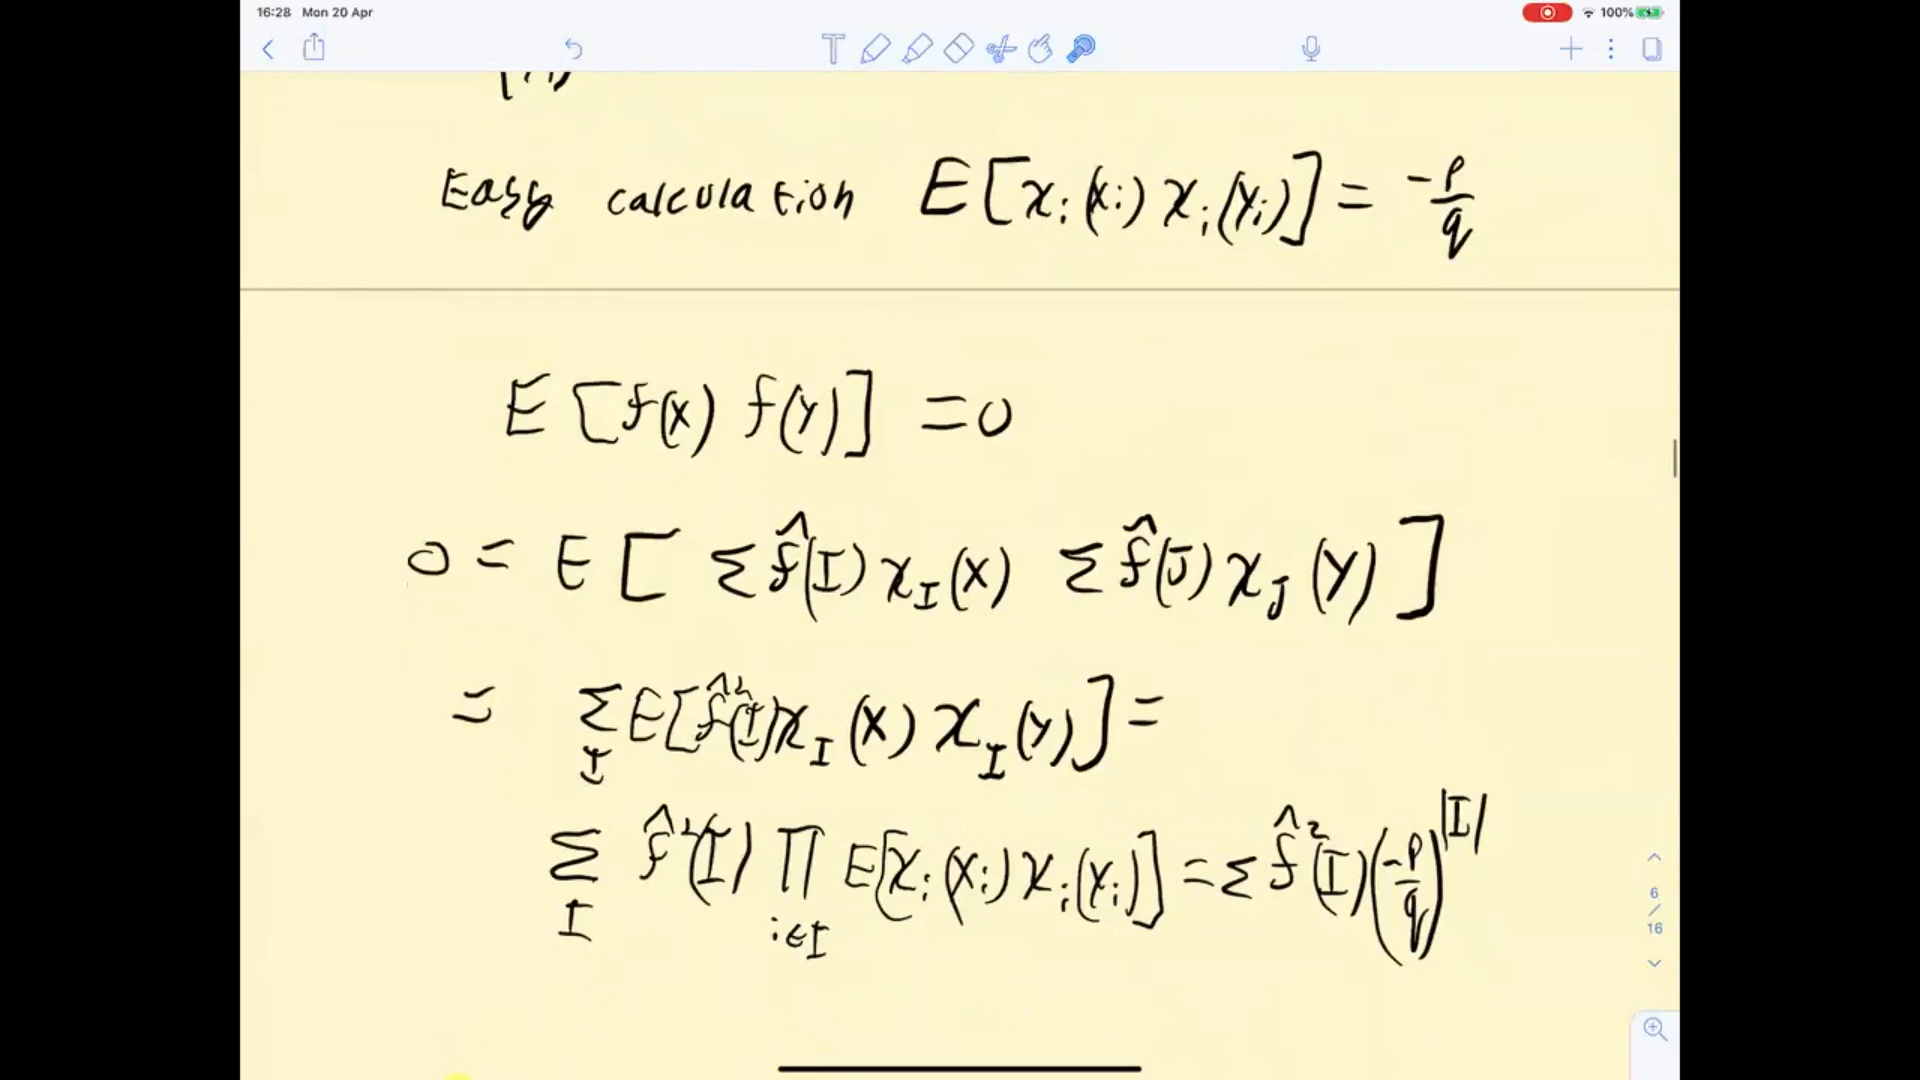 16:28 Mon 20 Apr 100%
Easy calculation E[χᵢ(xᵢ) χᵢ(yᵢ)] = -p/q
E[f(x) f(y)] = 0
0 = E[Σ f̂(I) χ_I(x) Σ f̂(J) χ_J(y)]
= Σ_I E[f̂²(I) χ_I(x) χ_I(y)] =
Σ_I f̂²(I) ∏_{i∈I} E[χᵢ(xᵢ) χᵢ(yᵢ)] = Σ f̂²(I) (-p/q)^|I|
6
/
16